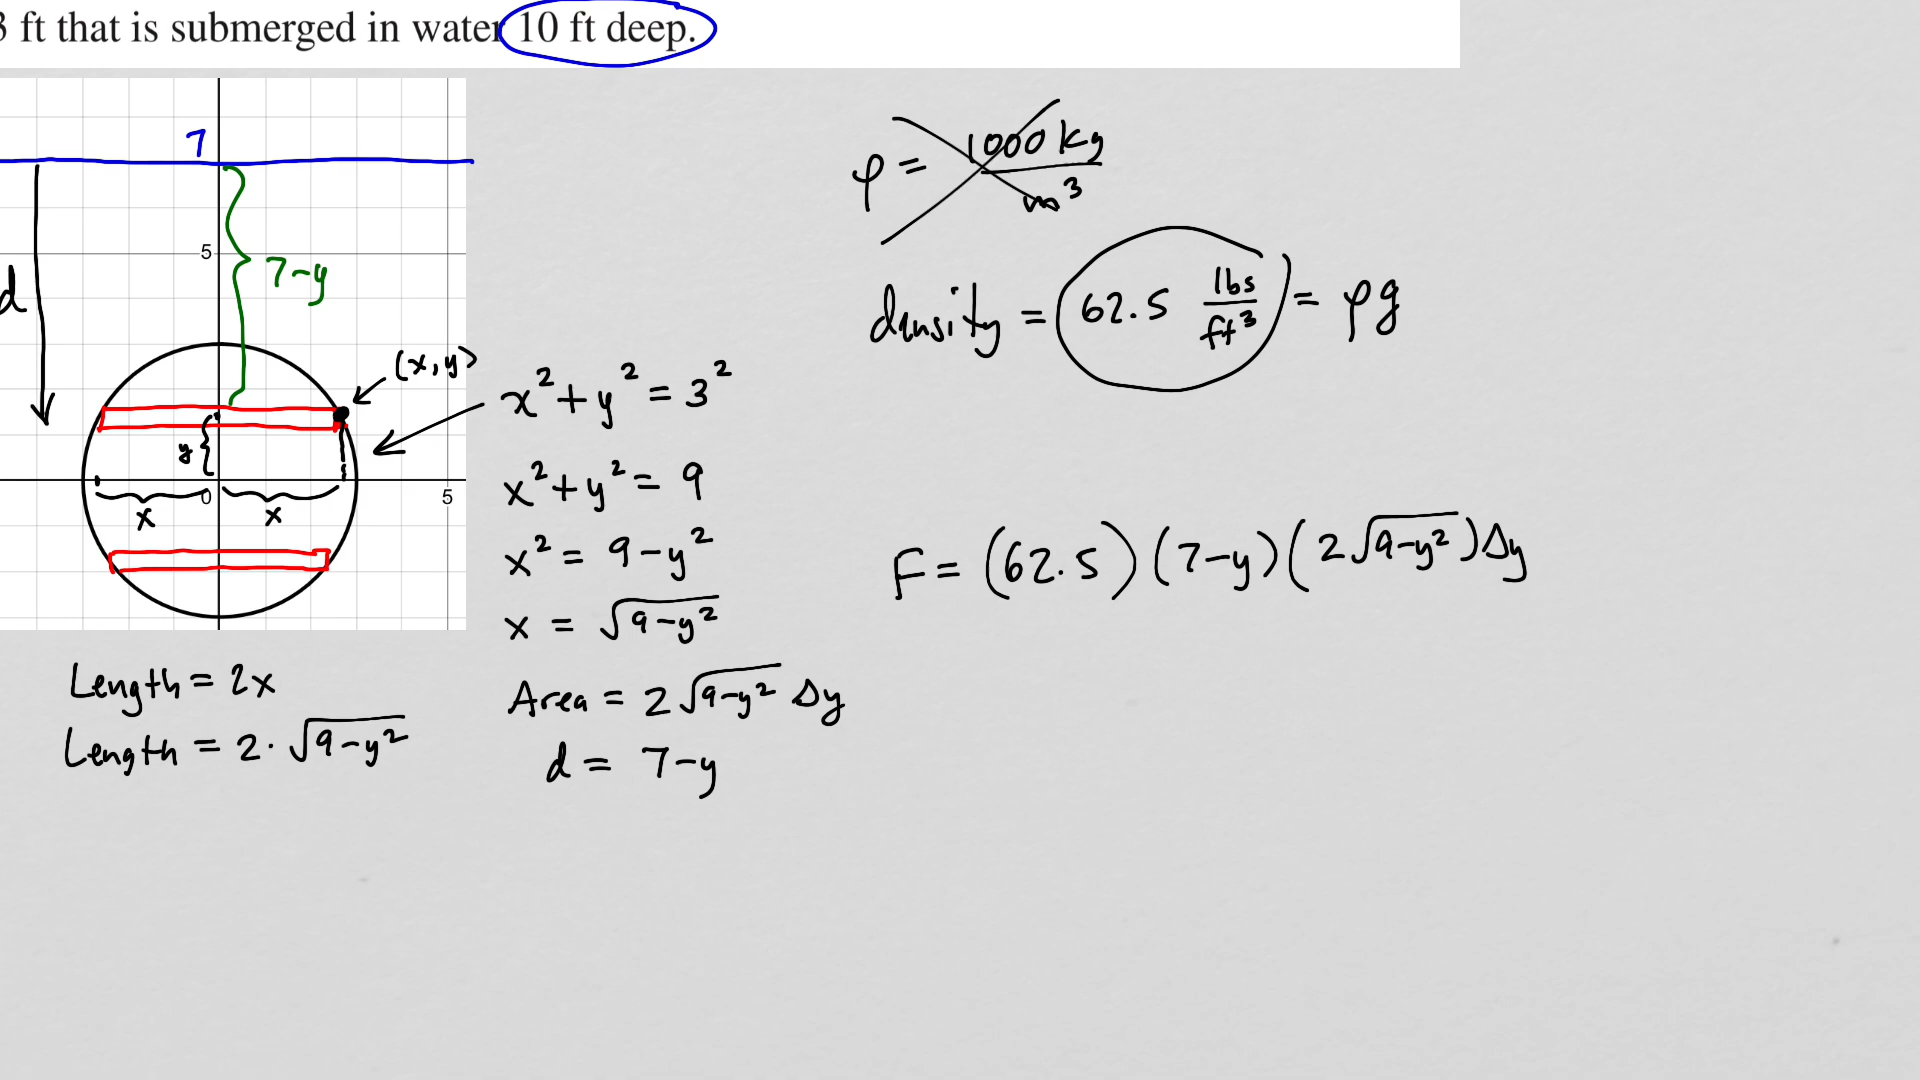 3 ft that is submerged in water 10 ft deep.
7
5
7-y
d
(x,y)
y
0
5
x
x
Length = 2x
Length = 2·√(9-y²)
x²+y² = 3²
x²+y² = 9
x² = 9-y²
x = √(9-y²)
Area = 2√(9-y²) Δy
d = 7-y
ρ = 1000 kg/m³
density = (62.5 lbs/ft³) = ρg
F = (62.5)(7-y)(2√(9-y²))Δy